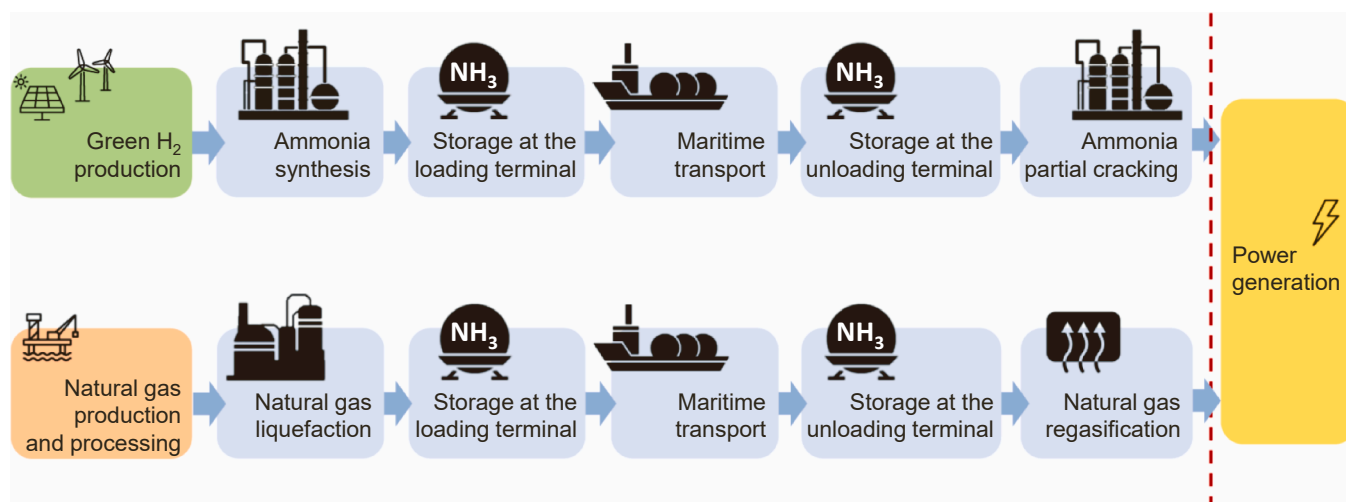 Green H₂
production
Ammonia
synthesis
NH₃
Storage at the
loading terminal
Maritime
transport
NH₃
Storage at the
unloading terminal
Ammonia
partial cracking
Power
generation
Natural gas
production
and processing
Natural gas
liquefaction
NH₃
Storage at the
loading terminal
Maritime
transport
NH₃
Storage at the
unloading terminal
Natural gas
regasification